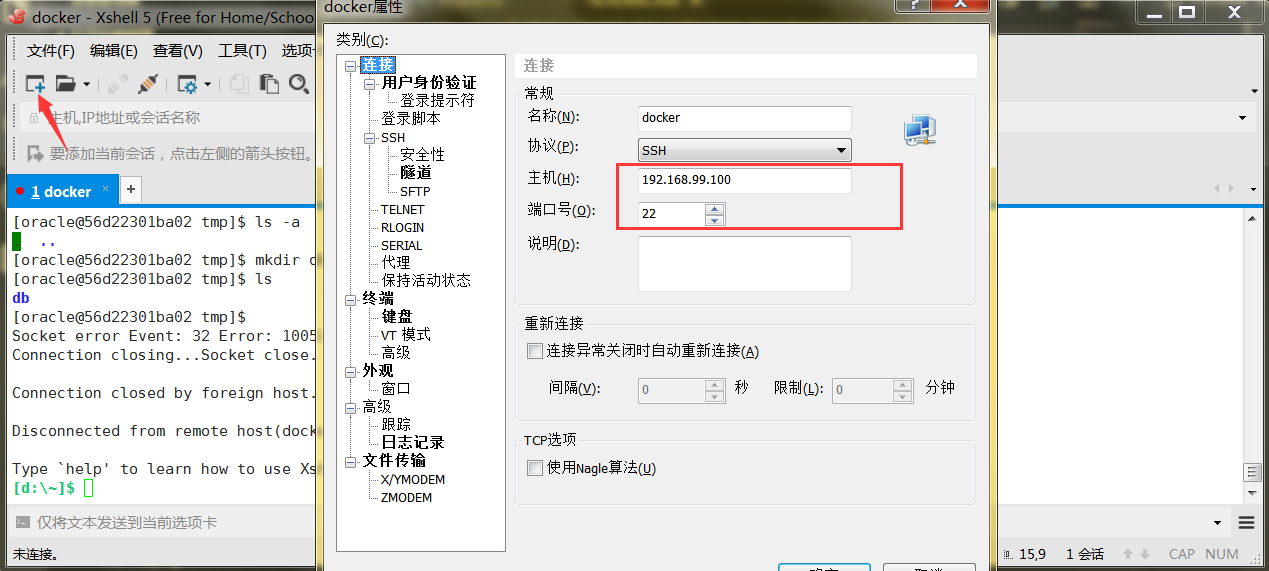 docker - Xshell 5 (Free for Home/Schoo
文件(F) 编辑(E) 查看(V) 工具(T) 选项卡
主机,IP地址或会话名称
要添加当前会话，点击左侧的箭头按钮。
1 docker
+
[oracle@56d22301ba02 tmp]$ ls -a
. ..
[oracle@56d22301ba02 tmp]$ mkdir d
[oracle@56d22301ba02 tmp]$ ls
db
[oracle@56d22301ba02 tmp]$
Socket error Event: 32 Error: 1005
Connection closing...Socket close.
Connection closed by foreign host.
Disconnected from remote host(dock
Type `help' to learn how to use Xs
[d:\~]$
仅将文本发送到当前选项卡
未连接。
docker属性
类别(C):
连接
用户身份验证
登录提示符
登录脚本
SSH
安全性
隧道
SFTP
TELNET
RLOGIN
SERIAL
代理
保持活动状态
终端
键盘
VT 模式
高级
外观
窗口
高级
跟踪
日志记录
文件传输
X/YMODEM
ZMODEM
连接
常规
名称(N): docker
协议(P): SSH
主机(H): 192.168.99.100
端口号(O): 22
说明(D):
重新连接
连接异常关闭时自动重新连接(A)
间隔(V): 0 秒 限制(L): 0 分钟
TCP选项
使用Nagle算法(U)
确定 取消
15,9 1 会话 CAP NUM